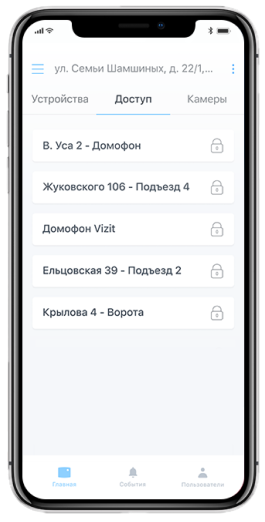 ул. Семьи Шамшиных, д. 22/1,...
Устройства Доступ Камеры
В. Уса 2 - Домофон
Жуковского 106 - Подъезд 4
Домофон Vizit
Ельцовская 39 - Подъезд 2
Крылова 4 - Ворота
Главная События Пользователи